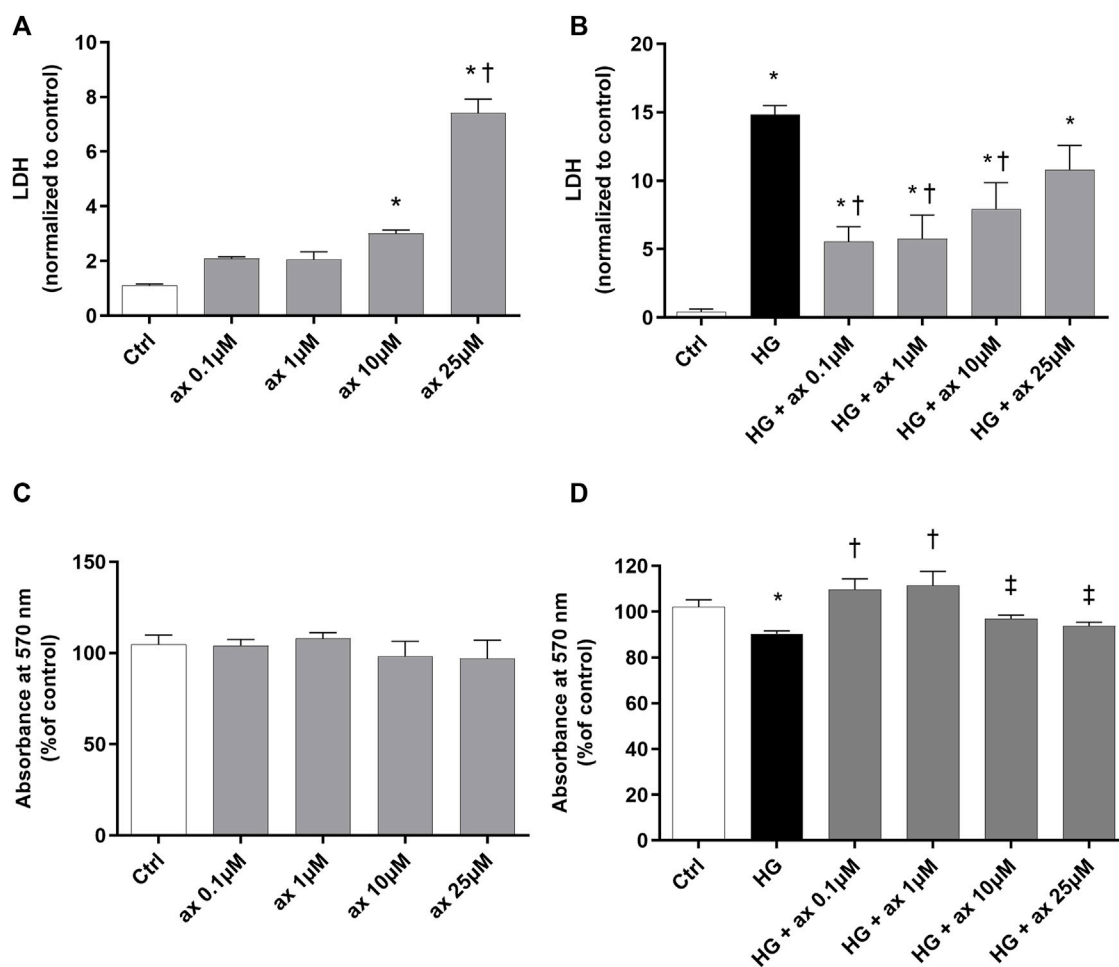 A
LDH
(normalized to control)
10
8
6
4
2
0
*
* †
Ctrl
ax 0.1µM
ax 1µM
ax 10µM
ax 25µM
B
LDH
(normalized to control)
20
15
10
5
0
*
* †
* †
* †
*
Ctrl
HG
HG + ax 0.1µM
HG + ax 1µM
HG + ax 10µM
HG + ax 25µM
C
Absorbance at 570 nm
(%of control)
150
100
50
0
Ctrl
ax 0.1µM
ax 1µM
ax 10µM
ax 25µM
D
Absorbance at 570 nm
(%of control)
120
100
80
60
40
20
0
*
†
†
‡
‡
Ctrl
HG
HG + ax 0.1µM
HG + ax 1µM
HG + ax 10µM
HG + ax 25µM